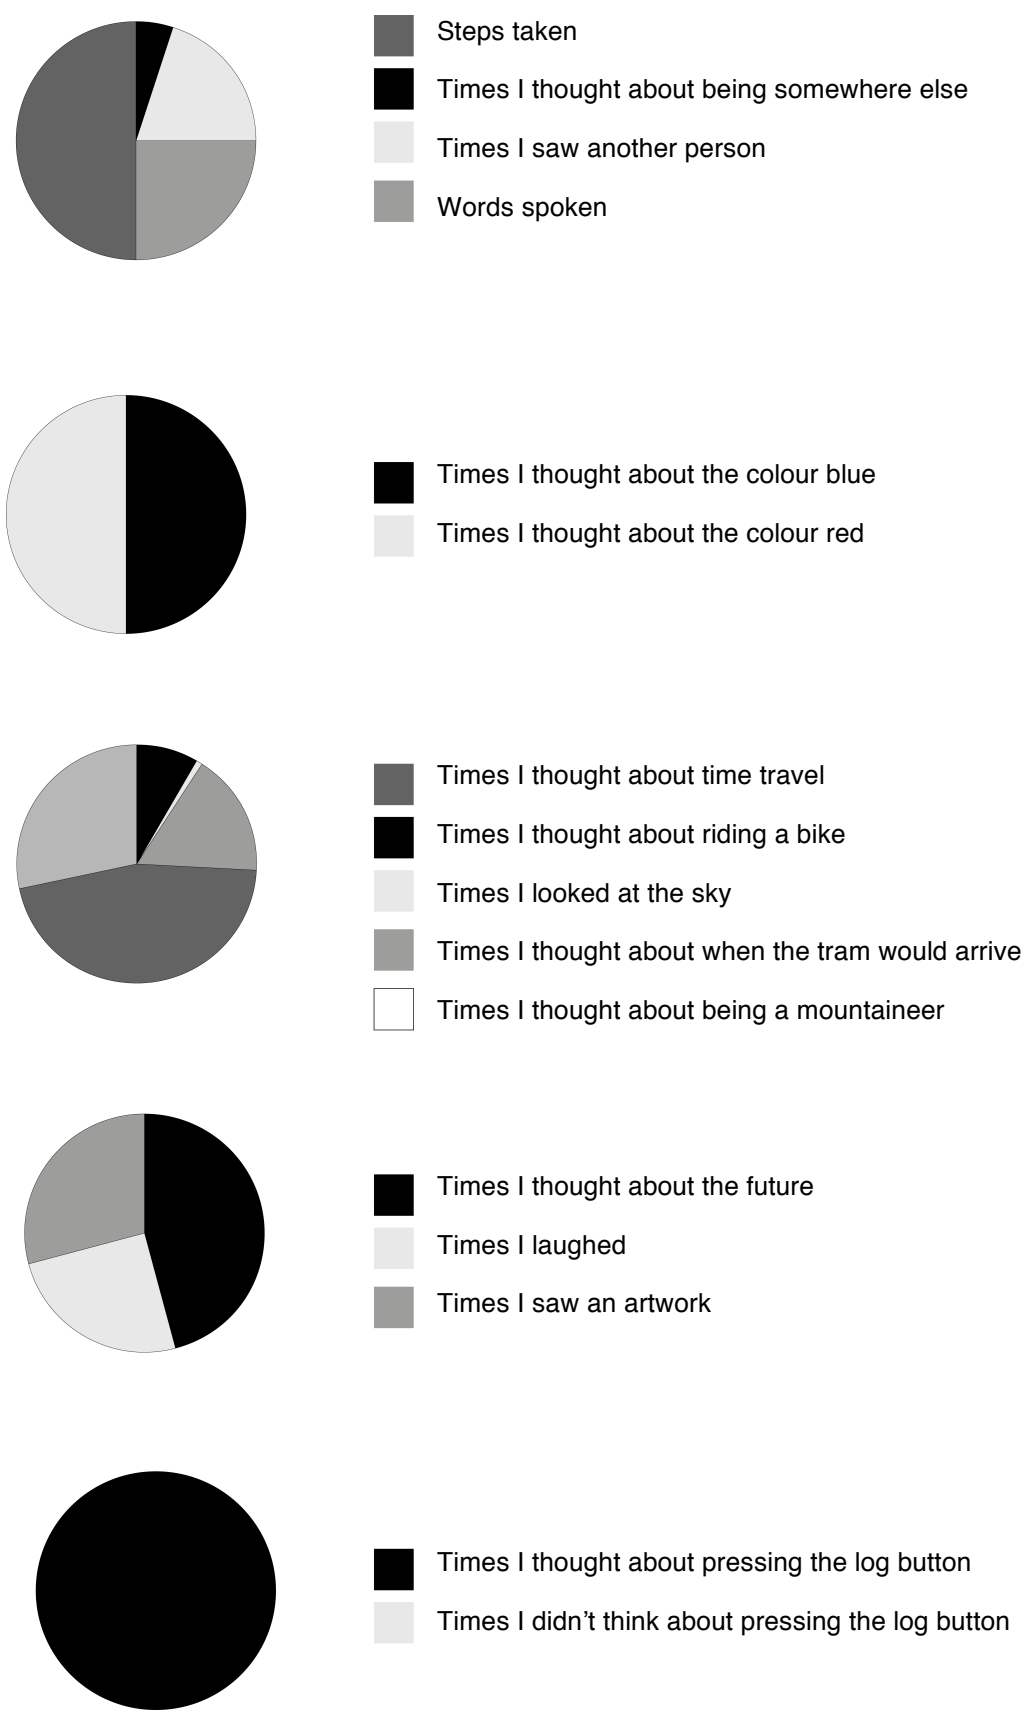 Steps taken
Times I thought about being somewhere else
Times I saw another person
Words spoken
Times I thought about the colour blue
Times I thought about the colour red
Times I thought about time travel
Times I thought about riding a bike
Times I looked at the sky
Times I thought about when the tram would arrive
Times I thought about being a mountaineer
Times I thought about the future
Times I laughed
Times I saw an artwork
Times I thought about pressing the log button
Times I didn’t think about pressing the log button